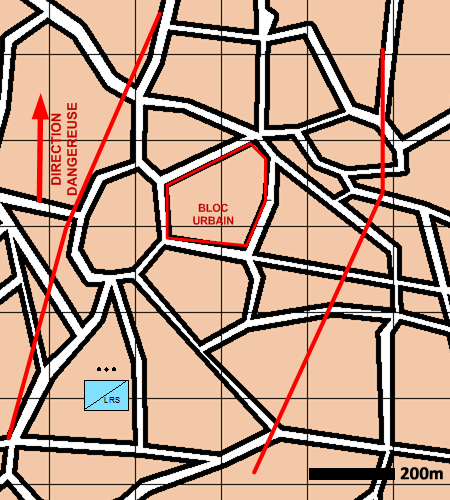 DIRECTION
DANGEREUSE
BLOC
URBAIN
LRS
200m